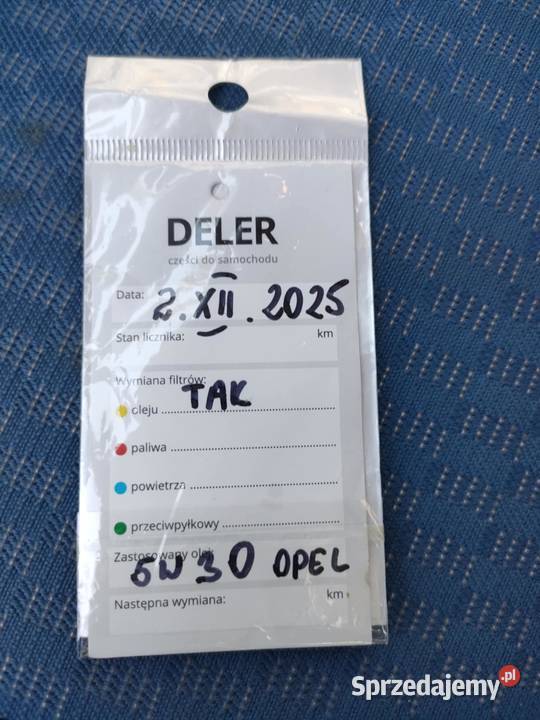 DELER
części do samochodu
Data: 2.XII.2025
Stan licznika: km
Wymiana filtrów:
oleju TAK
paliwa
powietrza
przeciwpyłkowy
Zastosowany olej:
5W30 OPEL
Następna wymiana: km
Sprzedajemy.pl